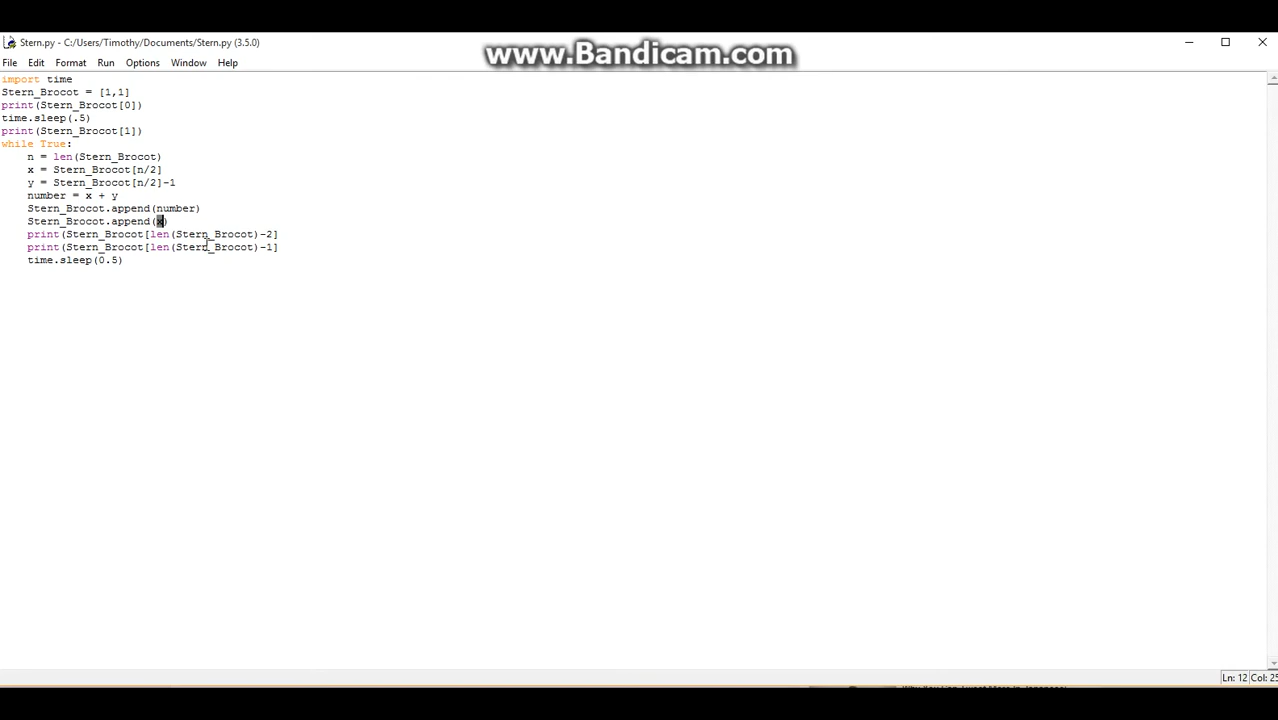 www.Bandicam.com
Stern.py - C:/Users/Timothy/Documents/Stern.py (3.5.0)
File Edit Format Run Options Window Help
import time
Stern_Brocot = [1,1]
print(Stern_Brocot[0])
time.sleep(.5)
print(Stern_Brocot[1])
while True:
    n = len(Stern_Brocot)
    x = Stern_Brocot[n/2]
    y = Stern_Brocot[n/2]-1
    number = x + y
    Stern_Brocot.append(number)
    Stern_Brocot.append(x)
    print(Stern_Brocot[len(Stern_Brocot)-2]
    print(Stern_Brocot[len(Stern_Brocot)-1]
    time.sleep(0.5)
Ln: 12 Col: 25